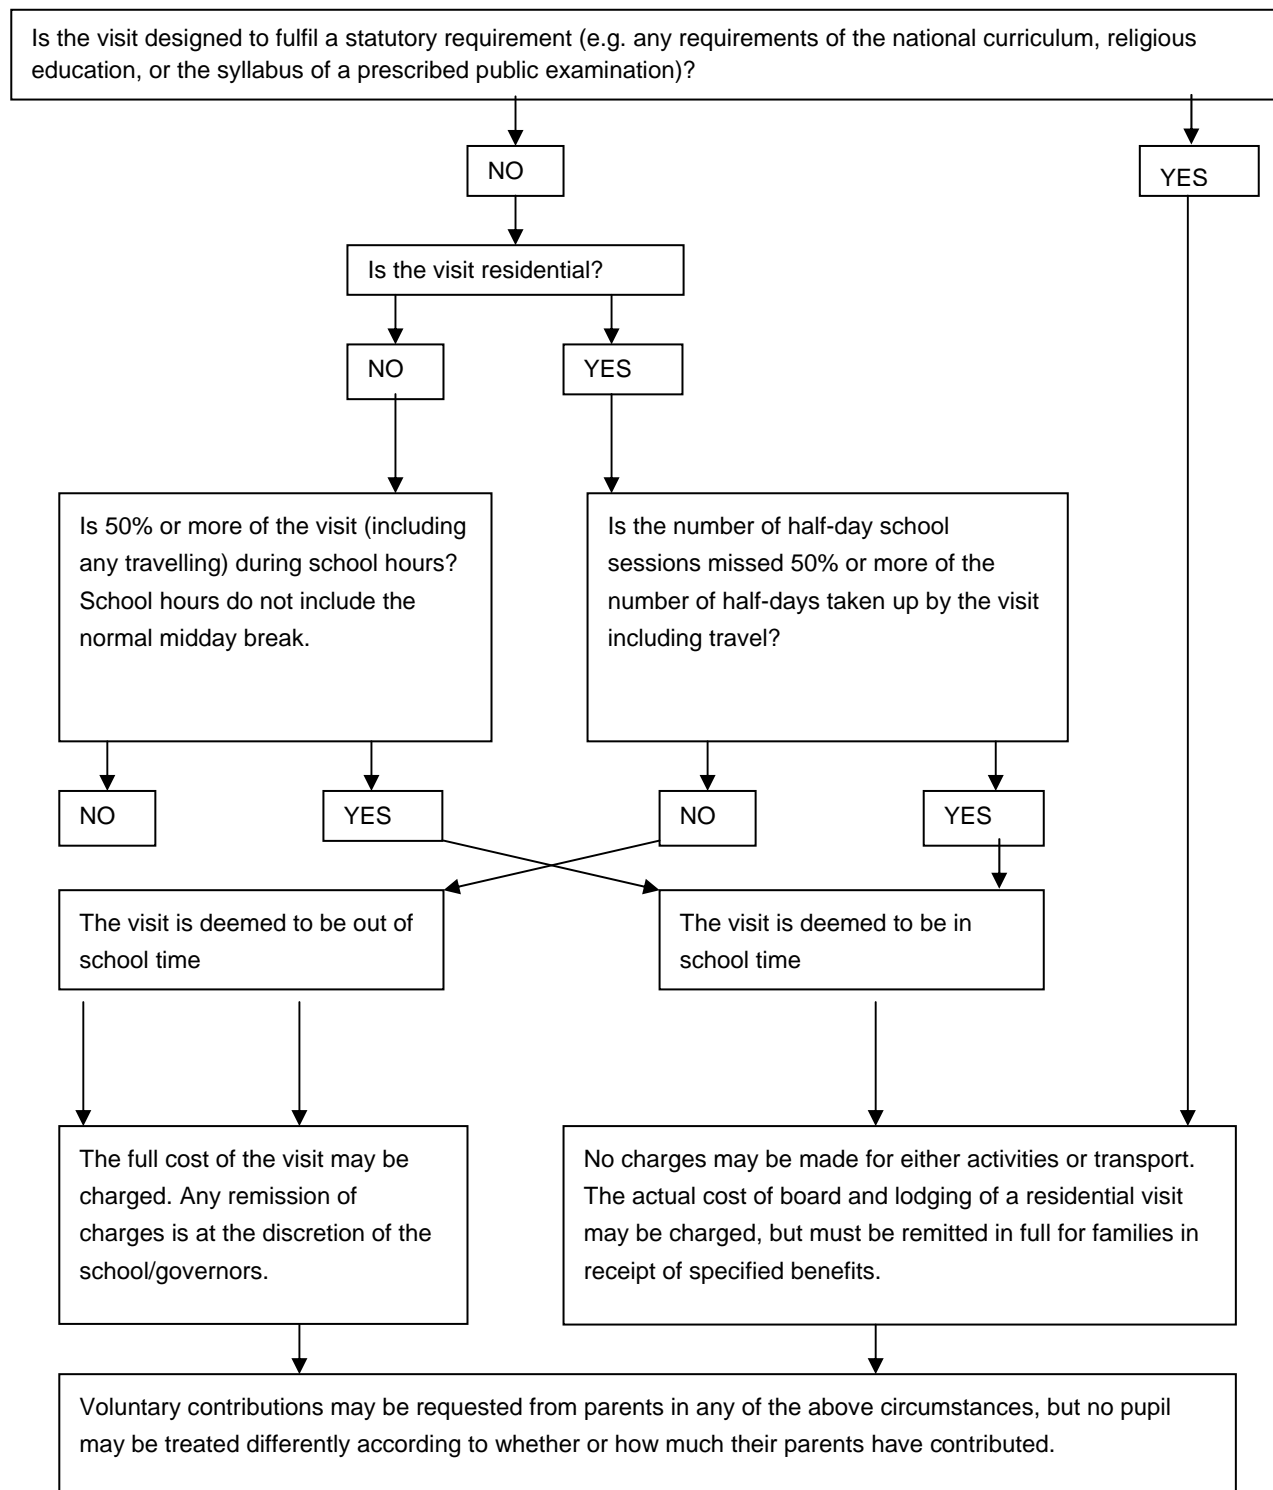 Is the visit designed to fulfil a statutory requirement (e.g. any requirements of the national curriculum, religious
education, or the syllabus of a prescribed public examination)?
NO
YES
Is the visit residential?
NO
YES
Is 50% or more of the visit (including
any travelling) during school hours?
School hours do not include the
normal midday break.
Is the number of half-day school
sessions missed 50% or more of the
number of half-days taken up by the visit
including travel?
NO
YES
NO
YES
The visit is deemed to be out of
school time
The visit is deemed to be in
school time
The full cost of the visit may be
charged. Any remission of
charges is at the discretion of the
school/governors.
No charges may be made for either activities or transport.
The actual cost of board and lodging of a residential visit
may be charged, but must be remitted in full for families in
receipt of specified benefits.
Voluntary contributions may be requested from parents in any of the above circumstances, but no pupil
may be treated differently according to whether or how much their parents have contributed.